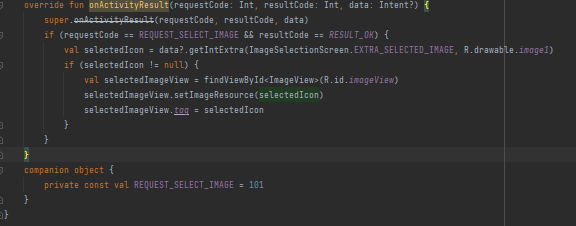 override fun onActivityResult(requestCode: Int, resultCode: Int, data: Intent?) {
super.onActivityResult(requestCode, resultCode, data)
if (requestCode == REQUEST_SELECT_IMAGE && resultCode == RESULT_OK) {
val selectedIcon = data?.getIntExtra(ImageSelectionScreen.EXTRA_SELECTED_IMAGE, R.drawable.image1)
if (selectedIcon != null) {
val selectedImageView = findViewById<ImageView>(R.id.imageView)
selectedImageView.setImageResource(selectedIcon)
selectedImageView.tag = selectedIcon
}
}
}
companion object {
private const val REQUEST_SELECT_IMAGE = 101
}
}